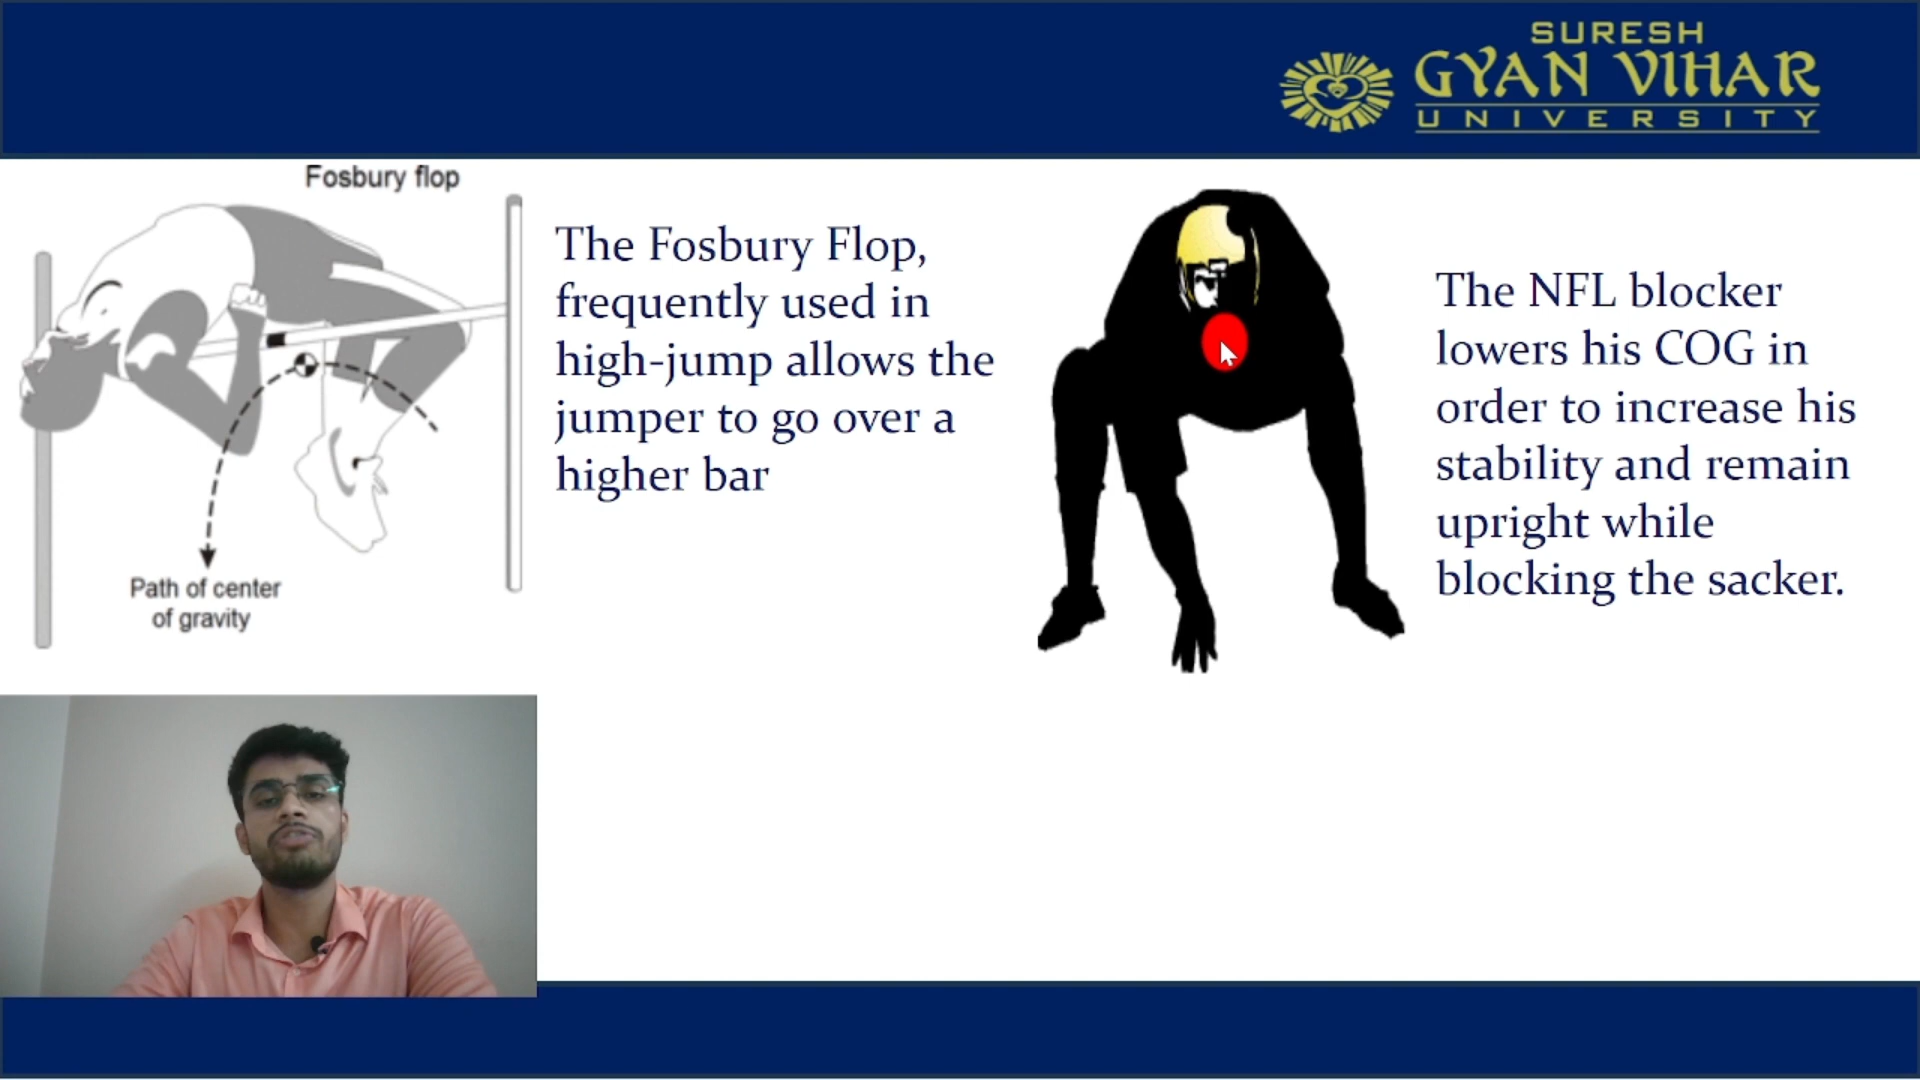 SURESH
GYAN VIHAR
UNIVERSITY
Fosbury flop
The Fosbury Flop,
frequently used in
high-jump allows the
jumper to go over a
higher bar
Path of center
of gravity
The NFL blocker
lowers his COG in
order to increase his
stability and remain
upright while
blocking the sacker.